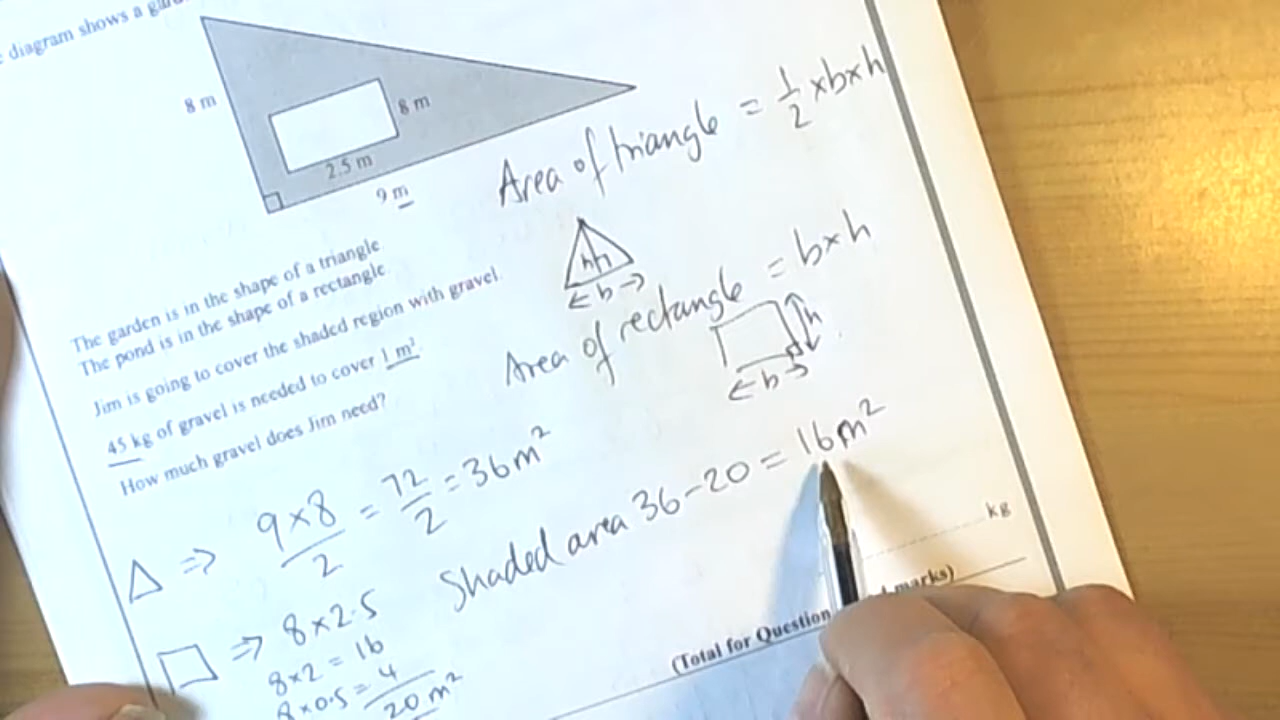 diagram shows a
8 m
8 m
2.5 m
9 m
Area of triangle = 1/2 × b × h
h
← b →
The garden is in the shape of a triangle
The pond is in the shape of a rectangle
Area of rectangle = b × h
h
← b →
Jim is going to cover the shaded region with gravel.
45 kg of gravel is needed to cover 1 m².
How much gravel does Jim need?
△ ⇒ 9 × 8 / 2 = 72 / 2 = 36 m²
Shaded area 36 - 20 = 16 m²
kg
□ ⇒ 8 × 2.5
8 × 2 = 16
8 × 0.5 = 4
20 m²
(Total for Question marks)